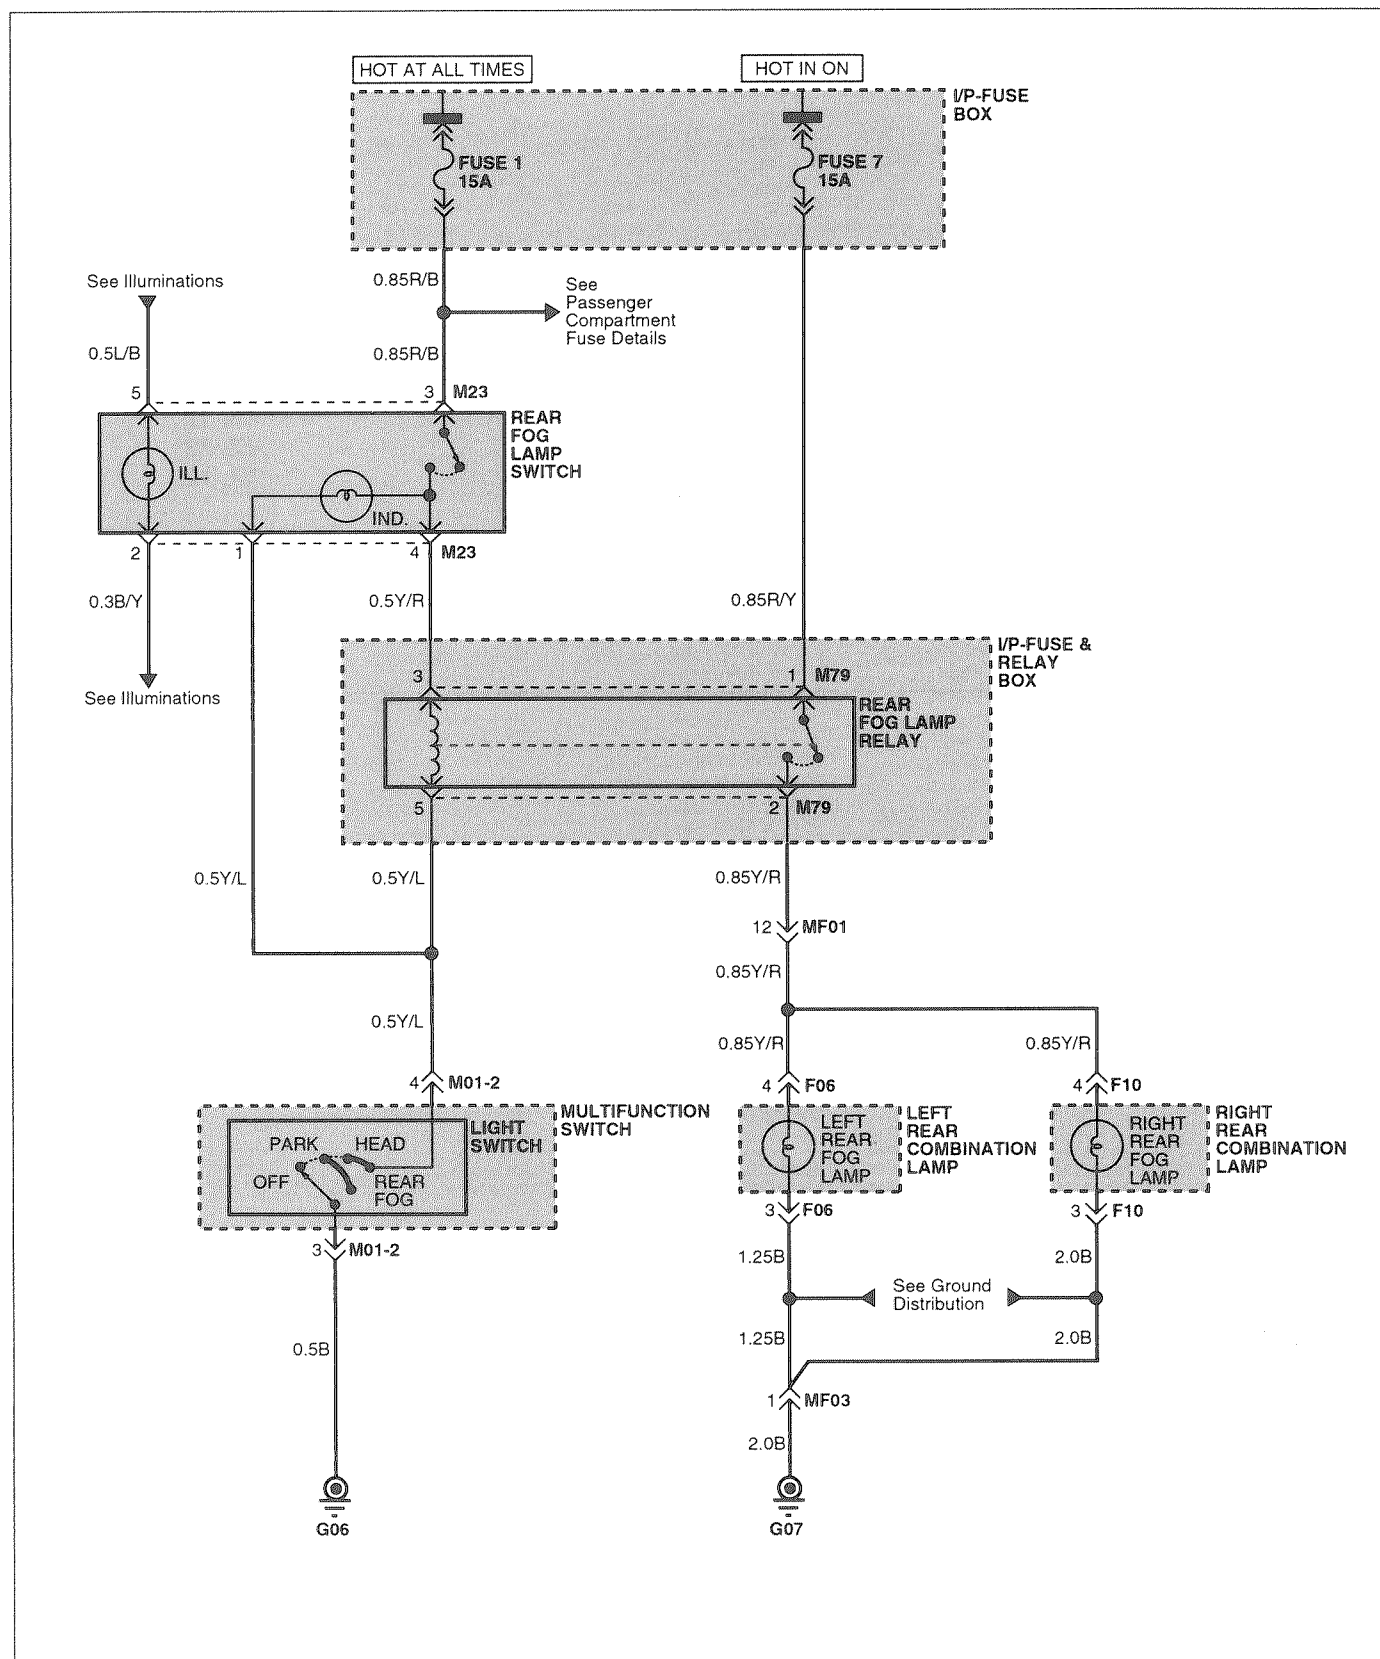 HOT AT ALL TIMES
HOT IN ON
I/P-FUSE
BOX
FUSE 1
15A
FUSE 7
15A
See Illuminations
0.85R/B
See
Passenger
Compartment
Fuse Details
0.5L/B
0.85R/B
5
3
M23
REAR
FOG
LAMP
SWITCH
ILL.
IND.
2
1
4
M23
0.3B/Y
0.5Y/R
0.85R/Y
See Illuminations
I/P-FUSE &
RELAY
BOX
3
1
M79
REAR
FOG LAMP
RELAY
5
2
M79
0.5Y/L
0.5Y/L
0.85Y/R
12
MF01
0.85Y/R
0.5Y/L
0.85Y/R
0.85Y/R
4
M01-2
4
F06
4
F10
MULTIFUNCTION
SWITCH
LIGHT
SWITCH
PARK
HEAD
OFF
REAR
FOG
LEFT
REAR
FOG
LAMP
LEFT
REAR
COMBINATION
LAMP
RIGHT
REAR
FOG
LAMP
RIGHT
REAR
COMBINATION
LAMP
3
M01-2
3
F06
3
F10
1.25B
2.0B
See Ground
Distribution
0.5B
1.25B
2.0B
1
MF03
2.0B
G06
G07